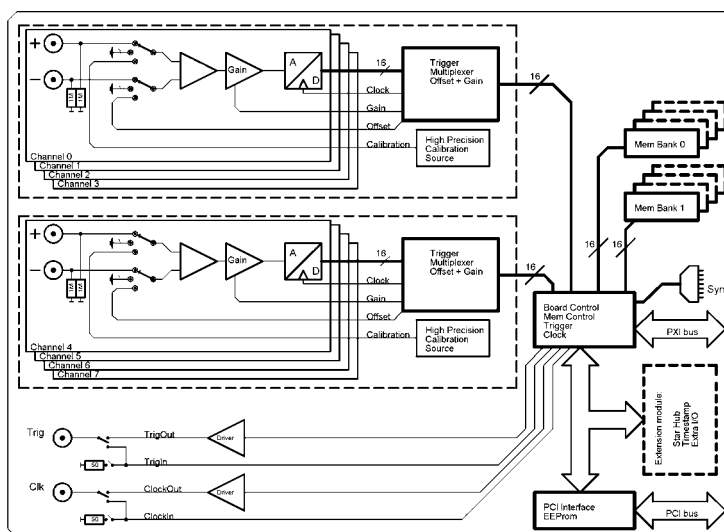 +
−
1M 1M
Gain
A
D
16
Clock
Gain
Offset
Calibration
Trigger
Multiplexer
Offset + Gain
High Precision
Calibration
Source
Channel 0
Channel 1
Channel 2
Channel 3
16
Mem Bank 0
Mem Bank 1
16
16
+
−
1M 1M
Gain
A
D
16
Clock
Gain
Offset
Calibration
Trigger
Multiplexer
Offset + Gain
High Precision
Calibration
Source
Channel 4
Channel 5
Channel 6
Channel 7
16
Board Control
Mem Control
Trigger
Clock
PXI bus
Extension module:
Star Hub
Timestamp
Extra I/O
Trig
50
TrigOut
Driver
TrigIn
Clk
50
ClockOut
Driver
ClockIn
PCI Interface
EEProm
PCI bus